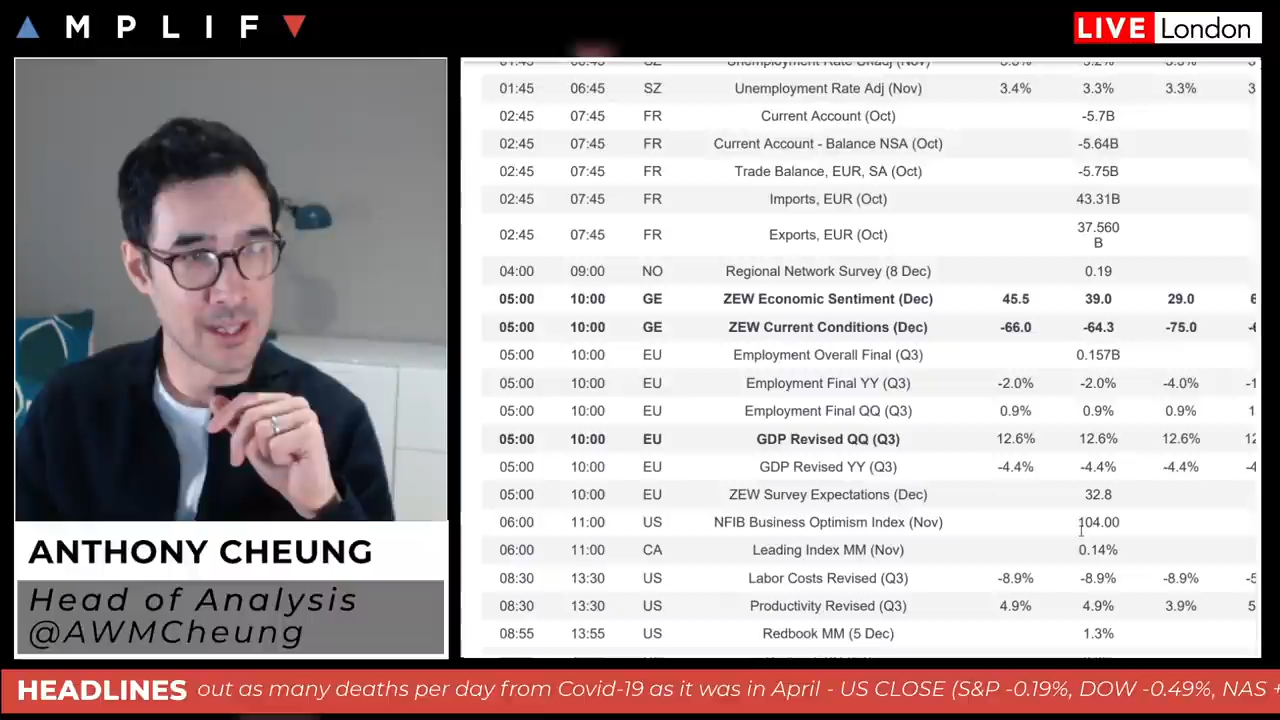 AMPLIFY
LIVE London
01:45 06:45 SZ Unemployment Rate Adj (Nov) 3.4% 3.3% 3.3% 3
02:45 07:45 FR Current Account (Oct) -5.7B
02:45 07:45 FR Current Account - Balance NSA (Oct) -5.64B
02:45 07:45 FR Trade Balance, EUR, SA (Oct) -5.75B
02:45 07:45 FR Imports, EUR (Oct) 43.31B
02:45 07:45 FR Exports, EUR (Oct) 37.560
B
04:00 09:00 NO Regional Network Survey (8 Dec) 0.19
05:00 10:00 GE ZEW Economic Sentiment (Dec) 45.5 39.0 29.0 6
05:00 10:00 GE ZEW Current Conditions (Dec) -66.0 -64.3 -75.0 -6
05:00 10:00 EU Employment Overall Final (Q3) 0.157B
05:00 10:00 EU Employment Final YY (Q3) -2.0% -2.0% -4.0% -1
05:00 10:00 EU Employment Final QQ (Q3) 0.9% 0.9% 0.9% 1
05:00 10:00 EU GDP Revised QQ (Q3) 12.6% 12.6% 12.6% 12
05:00 10:00 EU GDP Revised YY (Q3) -4.4% -4.4% -4.4% -4
05:00 10:00 EU ZEW Survey Expectations (Dec) 32.8
06:00 11:00 US NFIB Business Optimism Index (Nov) 104.00
06:00 11:00 CA Leading Index MM (Nov) 0.14%
08:30 13:30 US Labor Costs Revised (Q3) -8.9% -8.9% -8.9% -5
08:30 13:30 US Productivity Revised (Q3) 4.9% 4.9% 3.9% 5
08:55 13:55 US Redbook MM (5 Dec) 1.3%
ANTHONY CHEUNG
Head of Analysis
@AWMCheung
HEADLINES out as many deaths per day from Covid-19 as it was in April - US CLOSE (S&P -0.19%, DOW -0.49%, NAS +